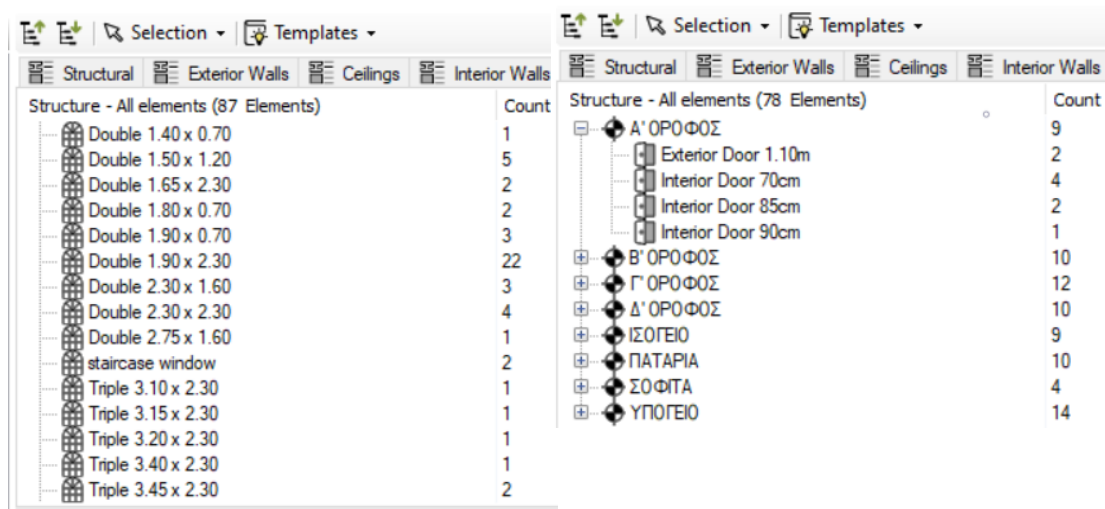 Selection Templates
Structural Exterior Walls Ceilings Interior Walls
Structure - All elements (87 Elements) Count
Double 1.40 x 0.70 1
Double 1.50 x 1.20 5
Double 1.65 x 2.30 2
Double 1.80 x 0.70 2
Double 1.90 x 0.70 3
Double 1.90 x 2.30 22
Double 2.30 x 1.60 3
Double 2.30 x 2.30 4
Double 2.75 x 1.60 1
staircase window 2
Triple 3.10 x 2.30 1
Triple 3.15 x 2.30 1
Triple 3.20 x 2.30 1
Triple 3.40 x 2.30 1
Triple 3.45 x 2.30 2
Selection Templates
Structural Exterior Walls Ceilings Interior Walls
Structure - All elements (78 Elements) Count
Α' ΟΡΟΦΟΣ 9
Exterior Door 1.10m 2
Interior Door 70cm 4
Interior Door 85cm 2
Interior Door 90cm 1
Β' ΟΡΟΦΟΣ 10
Γ' ΟΡΟΦΟΣ 12
Δ' ΟΡΟΦΟΣ 10
ΙΣΟΓΕΙΟ 9
ΠΑΤΑΡΙΑ 10
ΣΟΦΙΤΑ 4
ΥΠΟΓΕΙΟ 14